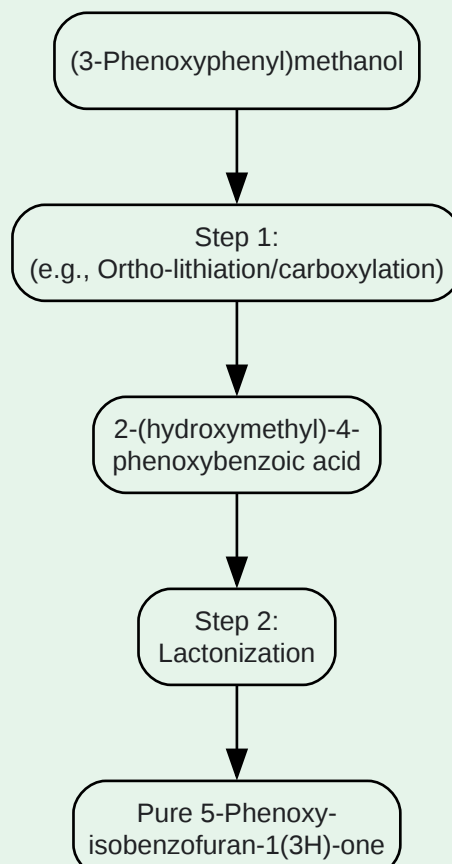 (3-Phenoxyphenyl)methanol
Step 1:
(e.g., Ortho-lithiation/carboxylation)
2-(hydroxymethyl)-4-
phenoxybenzoic acid
Step 2:
Lactonization
Pure 5-Phenoxy-
isobenzofuran-1(3H)-one